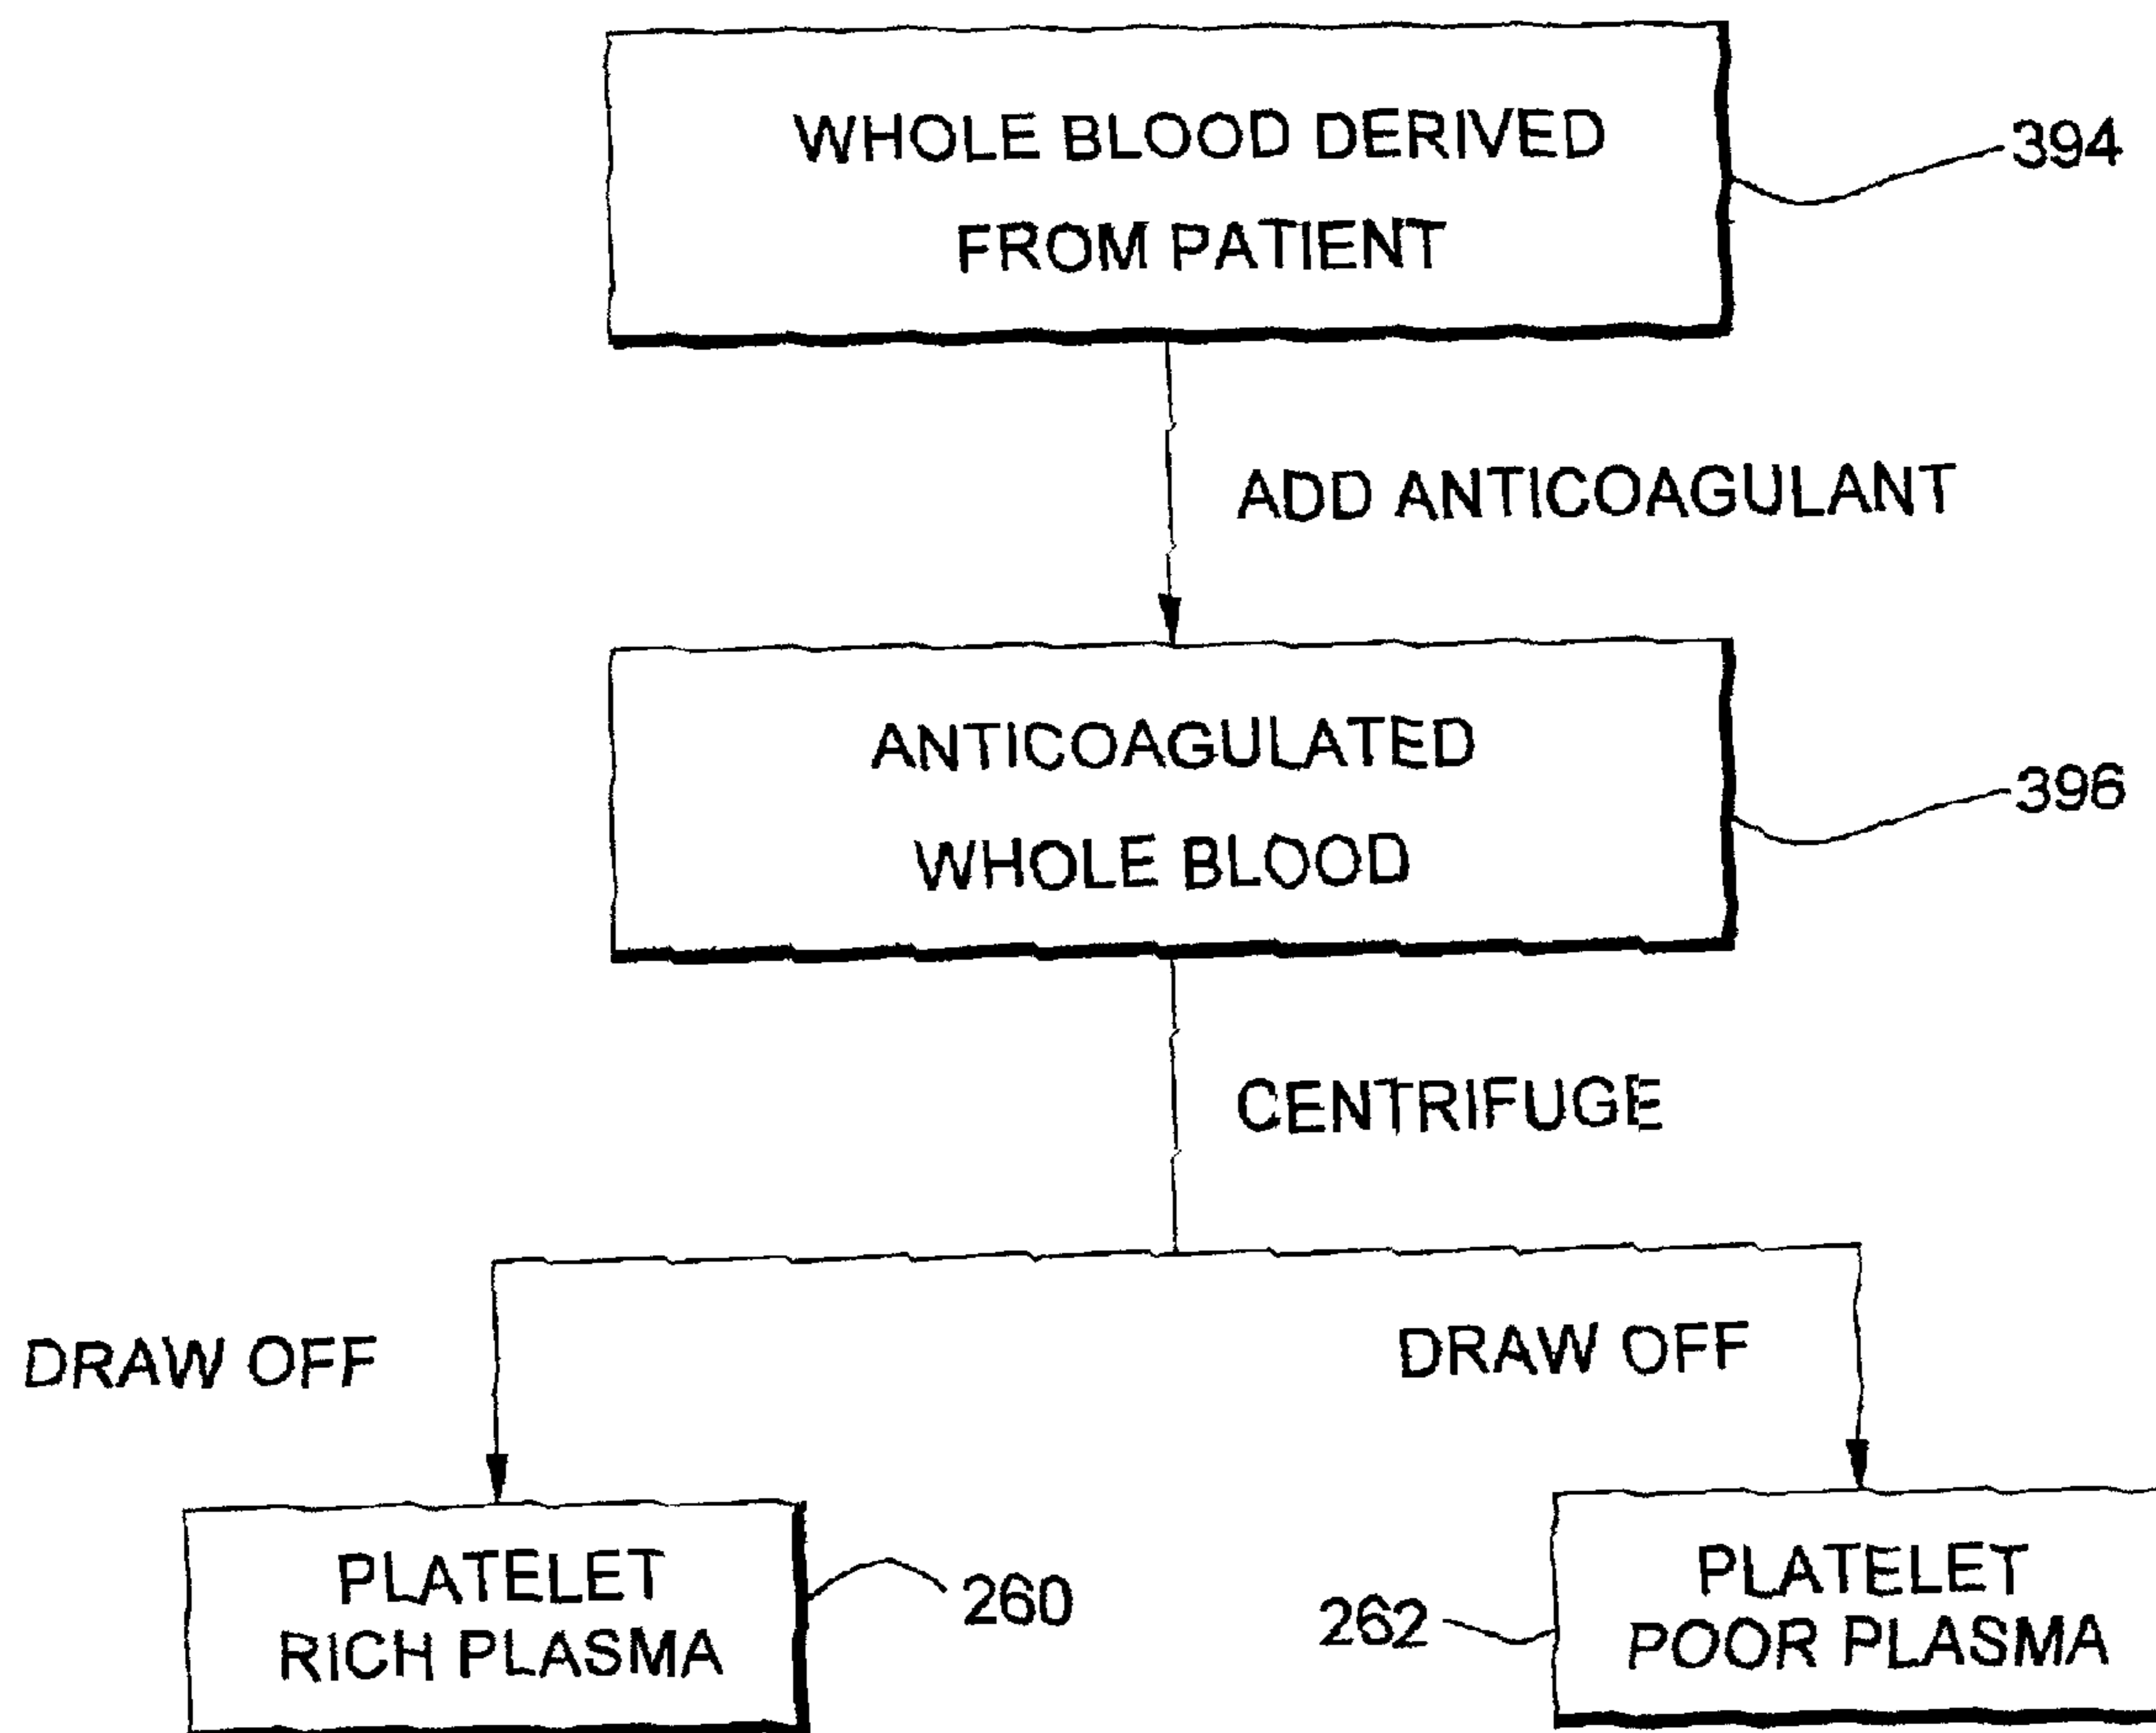 WHOLE BLOOD DERIVED
FROM PATIENT
394
ADD ANTICOAGULANT
ANTICOAGULATED
WHOLE BLOOD
396
CENTRIFUGE
DRAW OFF
DRAW OFF
PLATELET
RICH PLASMA
260
262
PLATELET
POOR PLASMA